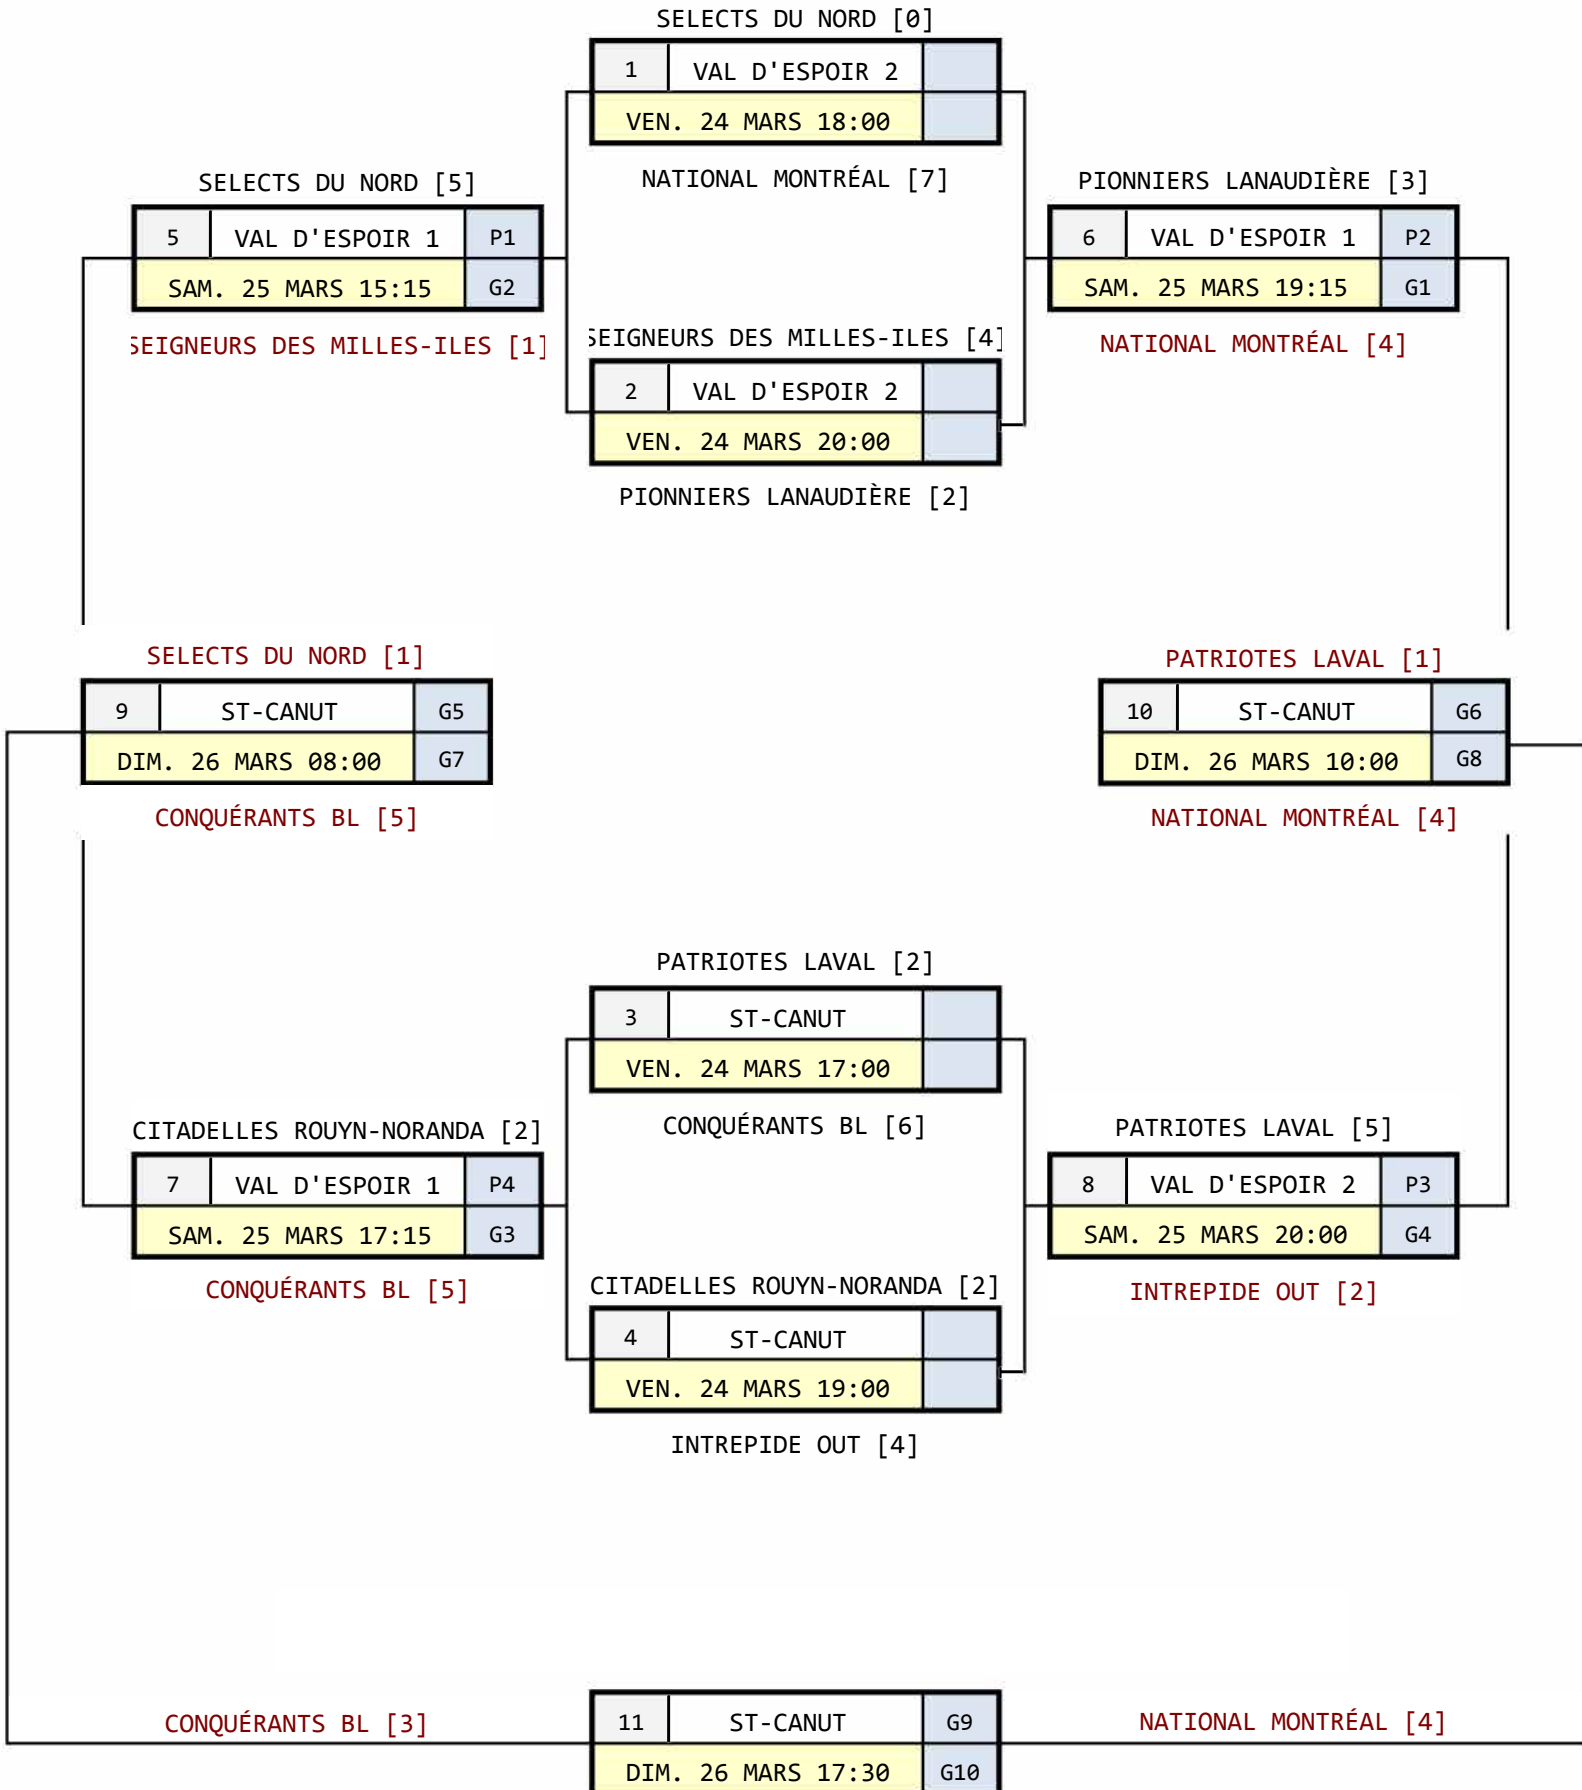 SELECTS DU NORD [0]
1 VAL D'ESPOIR 2
VEN. 24 MARS 18:00
NATIONAL MONTRÉAL [7]
SELECTS DU NORD [5]
5 VAL D'ESPOIR 1 P1
SAM. 25 MARS 15:15 G2
SEIGNEURS DES MILLES-ILES [1]
PIONNIERS LANAUDIÈRE [3]
6 VAL D'ESPOIR 1 P2
SAM. 25 MARS 19:15 G1
NATIONAL MONTRÉAL [4]
SEIGNEURS DES MILLES-ILES [4]
2 VAL D'ESPOIR 2
VEN. 24 MARS 20:00
PIONNIERS LANAUDIÈRE [2]
SELECTS DU NORD [1]
9 ST-CANUT G5
DIM. 26 MARS 08:00 G7
CONQUÉRANTS BL [5]
PATRIOTES LAVAL [1]
10 ST-CANUT G6
DIM. 26 MARS 10:00 G8
NATIONAL MONTRÉAL [4]
PATRIOTES LAVAL [2]
3 ST-CANUT
VEN. 24 MARS 17:00
CONQUÉRANTS BL [6]
CITADELLES ROUYN-NORANDA [2]
7 VAL D'ESPOIR 1 P4
SAM. 25 MARS 17:15 G3
CONQUÉRANTS BL [5]
PATRIOTES LAVAL [5]
8 VAL D'ESPOIR 2 P3
SAM. 25 MARS 20:00 G4
INTREPIDE OUT [2]
CITADELLES ROUYN-NORANDA [2]
4 ST-CANUT
VEN. 24 MARS 19:00
INTREPIDE OUT [4]
CONQUÉRANTS BL [3]
11 ST-CANUT G9
DIM. 26 MARS 17:30 G10
NATIONAL MONTRÉAL [4]